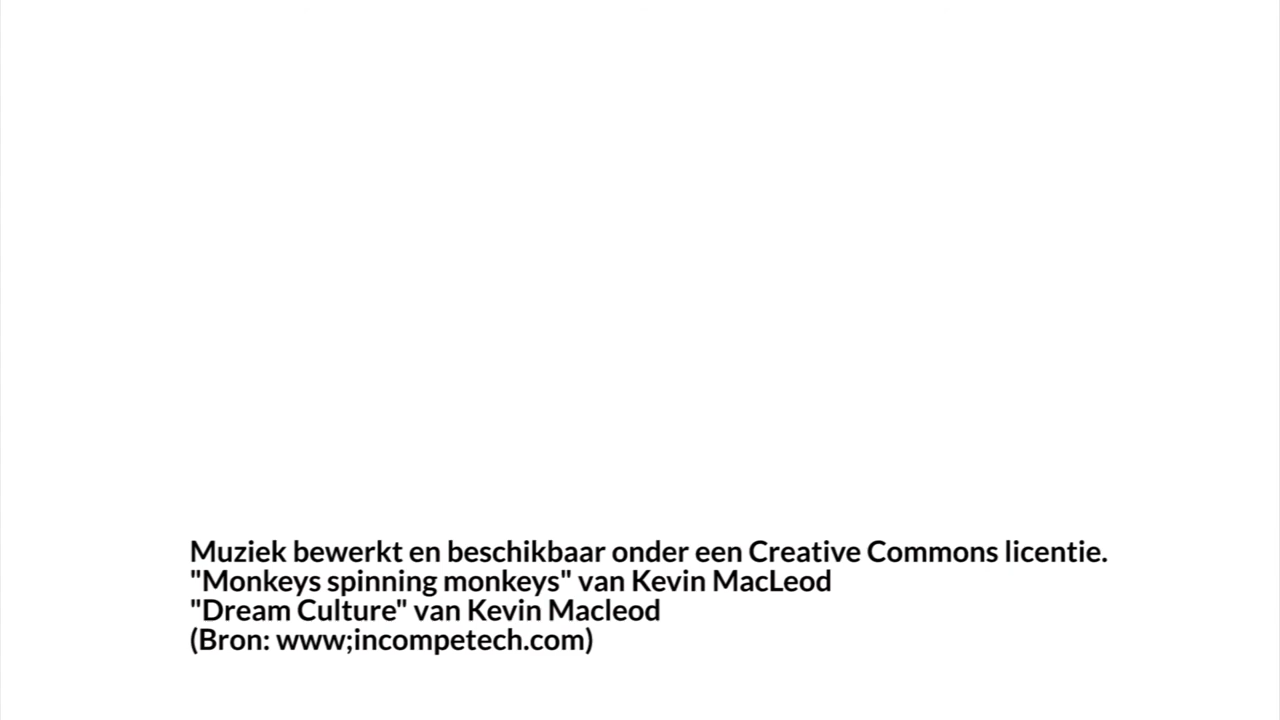 Muziek bewerkt en beschikbaar onder een Creative Commons licentie.
"Monkeys spinning monkeys" van Kevin MacLeod
"Dream Culture" van Kevin Macleod
(Bron: www;incompetech.com)